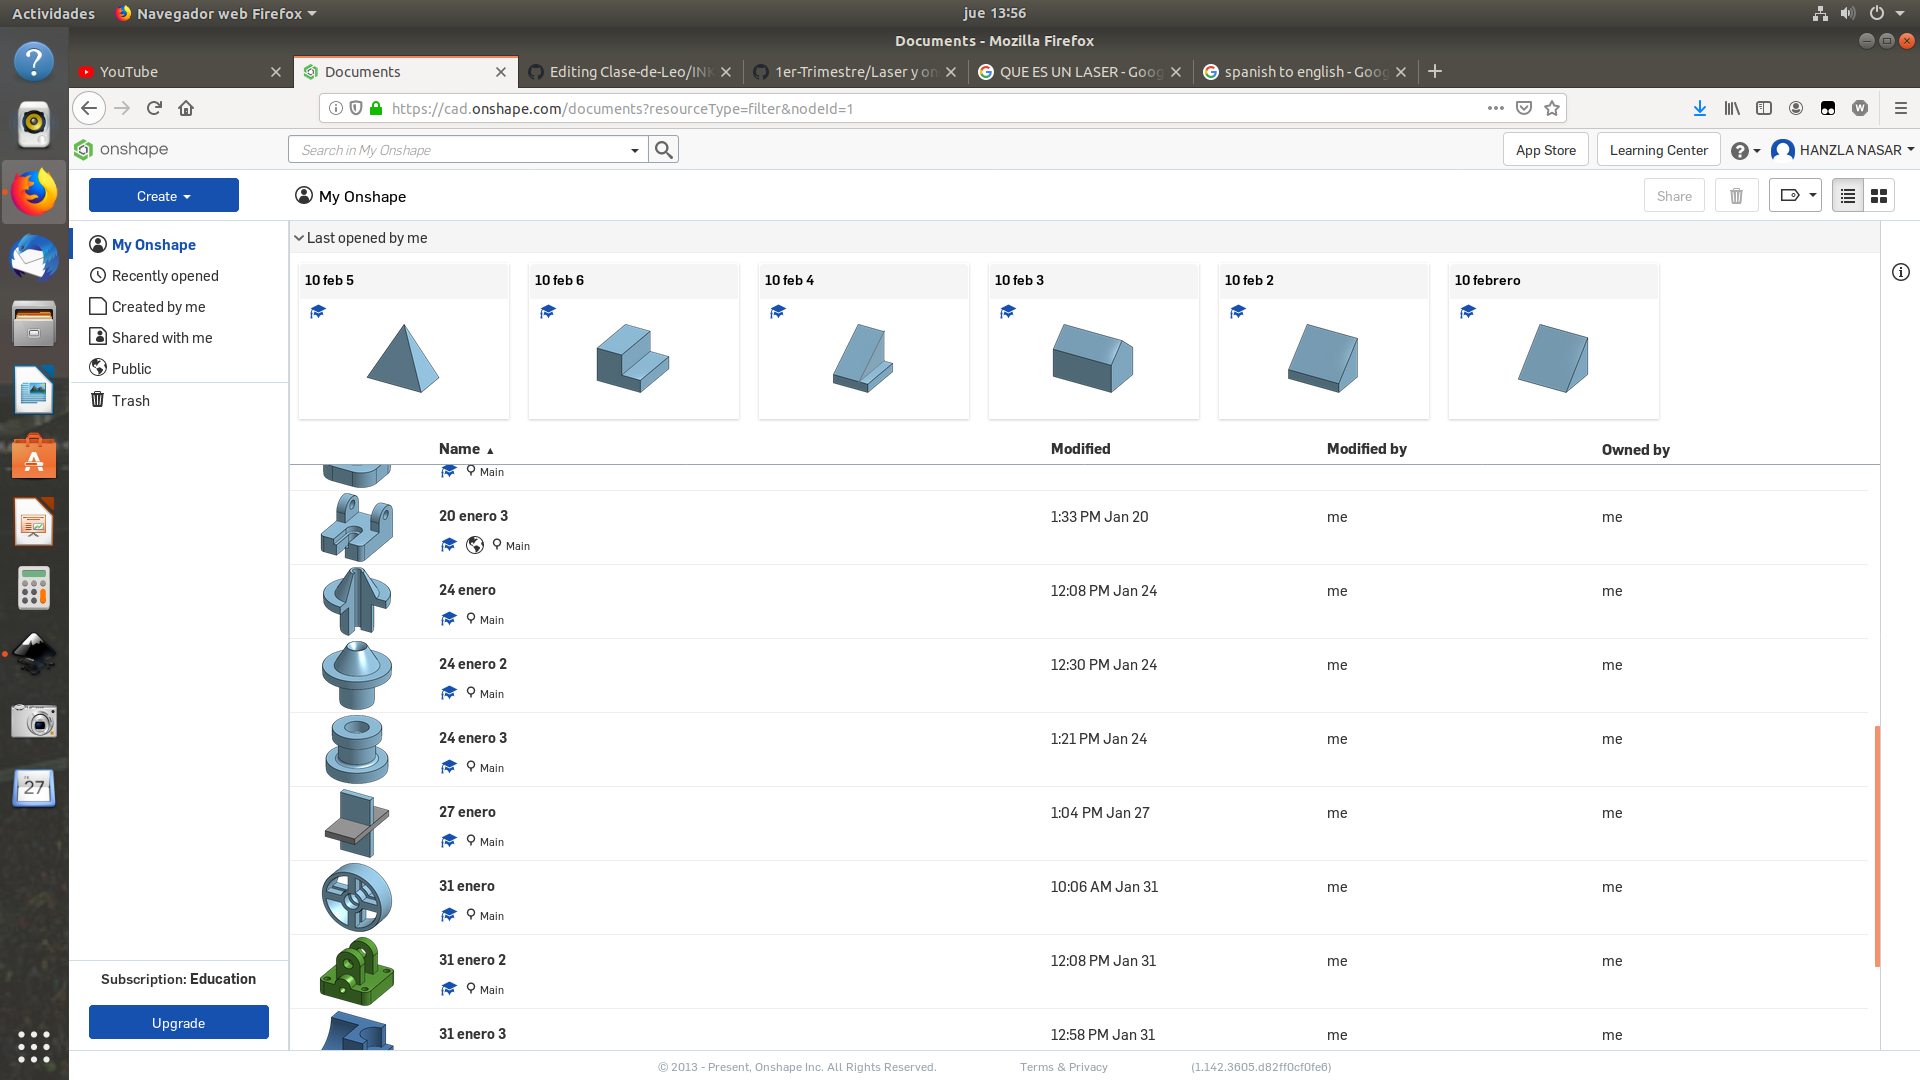 Actividades
Navegador web Firefox
jue 13:56
Documents - Mozilla Firefox
YouTube
Documents
Editing Clase-de-Leo/INK
1er-Trimestre/Laser y on
QUE ES UN LASER - Goog
spanish to english - Goog
https://cad.onshape.com/documents?resourceType=filter&nodeId=1
W
onshape
Search in My Onshape
App Store
Learning Center
HANZLA NASAR
Create
My Onshape
Share
My Onshape
Recently opened
Created by me
Shared with me
Public
Trash
Last opened by me
10 feb 5
10 feb 6
10 feb 4
10 feb 3
10 feb 2
10 febrero
Name
Modified
Modified by
Owned by
Main
20 enero 3
1:33 PM Jan 20
me
me
Main
24 enero
12:08 PM Jan 24
me
me
Main
24 enero 2
12:30 PM Jan 24
me
me
Main
24 enero 3
1:21 PM Jan 24
me
me
Main
27 enero
1:04 PM Jan 27
me
me
Main
31 enero
10:06 AM Jan 31
me
me
Main
31 enero 2
12:08 PM Jan 31
me
me
Main
31 enero 3
12:58 PM Jan 31
me
me
27
Subscription: Education
Upgrade
© 2013 - Present, Onshape Inc. All Rights Reserved.
Terms & Privacy
(1.142.3605.d82ff0cf0fe6)